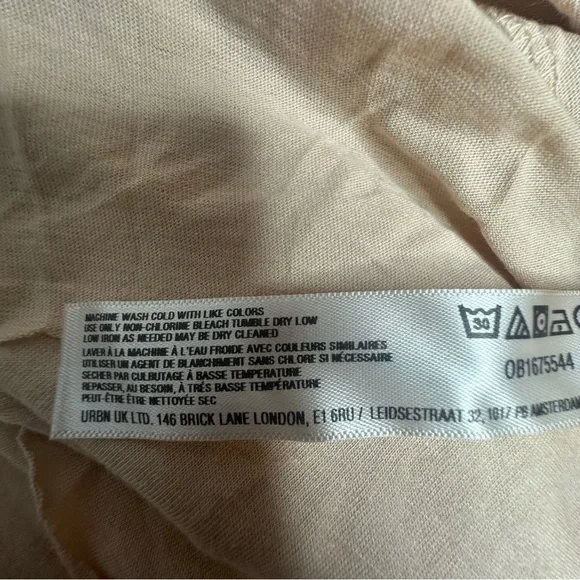 MACHINE WASH COLD WITH LIKE COLORS
USE ONLY NON-CHLORINE BLEACH TUMBLE DRY LOW
LOW IRON AS NEEDED MAY BE DRY CLEANED
LAVER À LA MACHINE À L'EAU FROIDE AVEC COULEURS SIMILAIRES
UTILISER UN AGENT DE BLANCHIMENT SANS CHLORE SI NÉCESSAIRE
SÉCHER PAR CULBUTAGE À BASSE TEMPÉRATURE
REPASSER, AU BESOIN, À TRÈS BASSE TEMPÉRATURE
PEUT-ÊTRE ÊTRE NETTOYÉE SEC
30
OB1675544
URBN UK LTD. 146 BRICK LANE LONDON, E1 6RU / LEIDSESTRAAT 32, 1017 PB AMSTERDAM